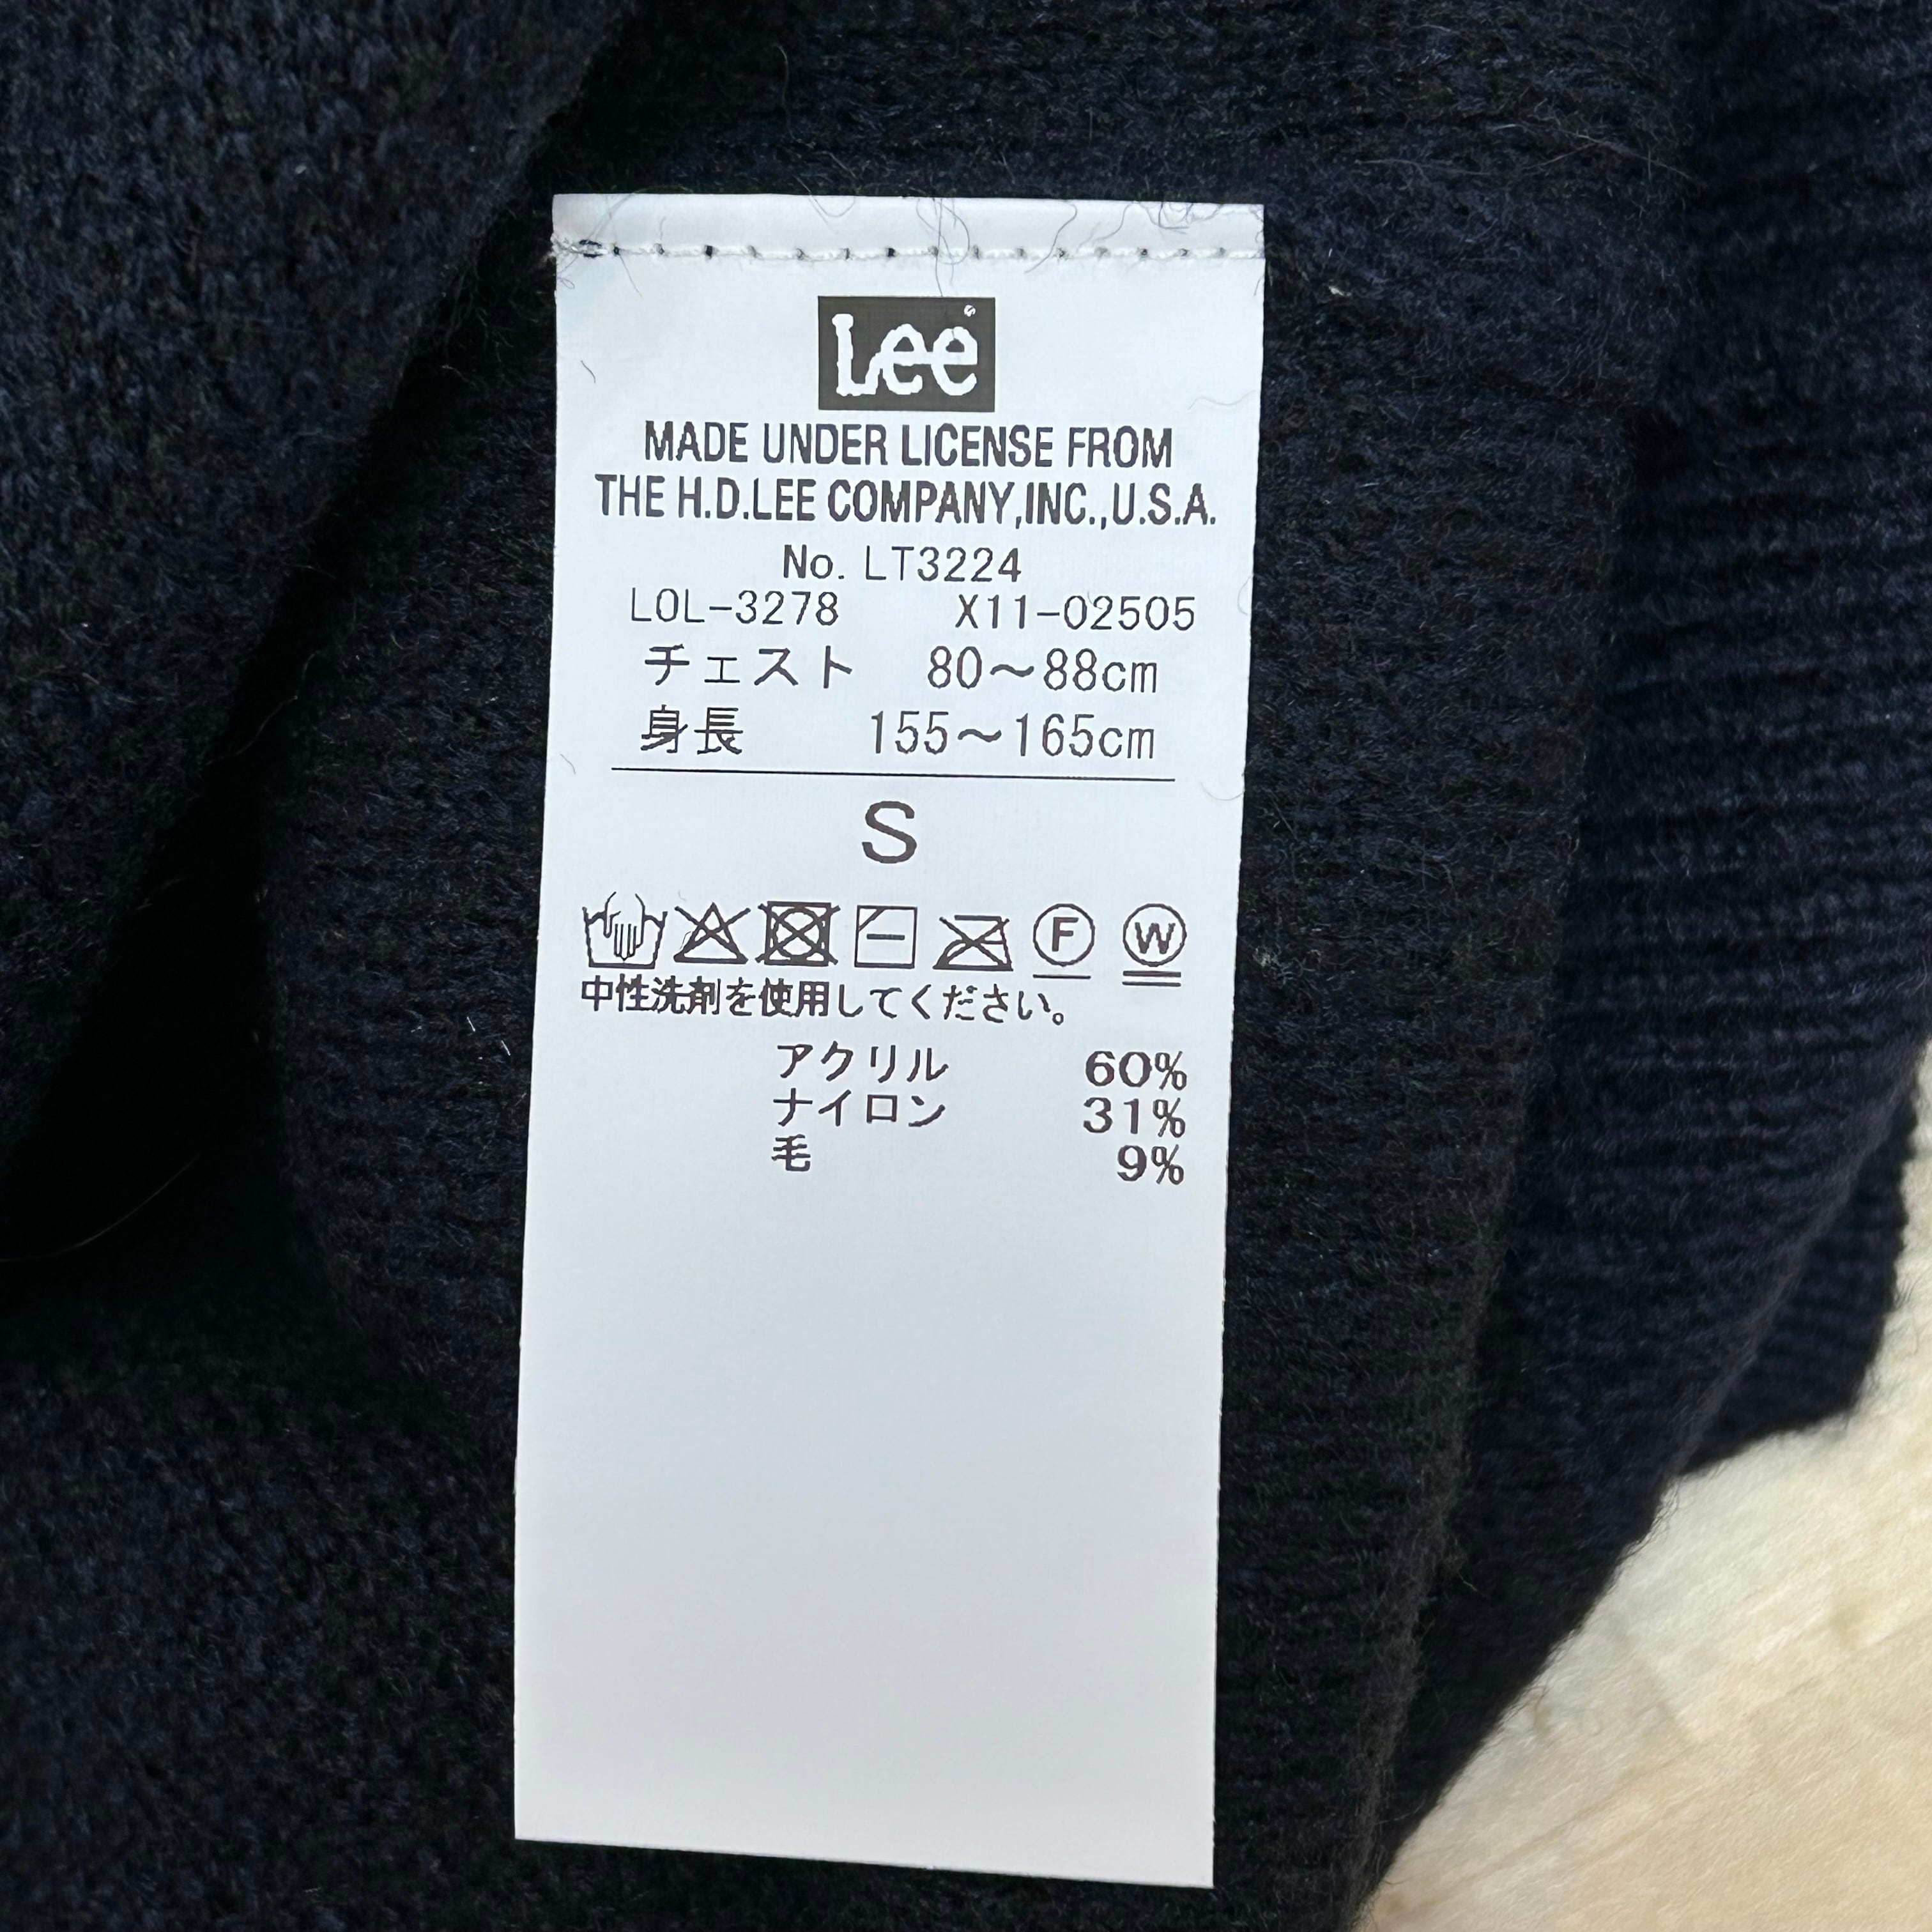 Lee
MADE UNDER LICENSE FROM
THE H.D.LEE COMPANY,INC.,U.S.A.
No. LT3224
LOL-3278 X11-02505
チェスト 80～88cm
身長 155～165cm
S
F W
中性洗剤を使用してください。
アクリル 60%
ナイロン 31%
毛 9%